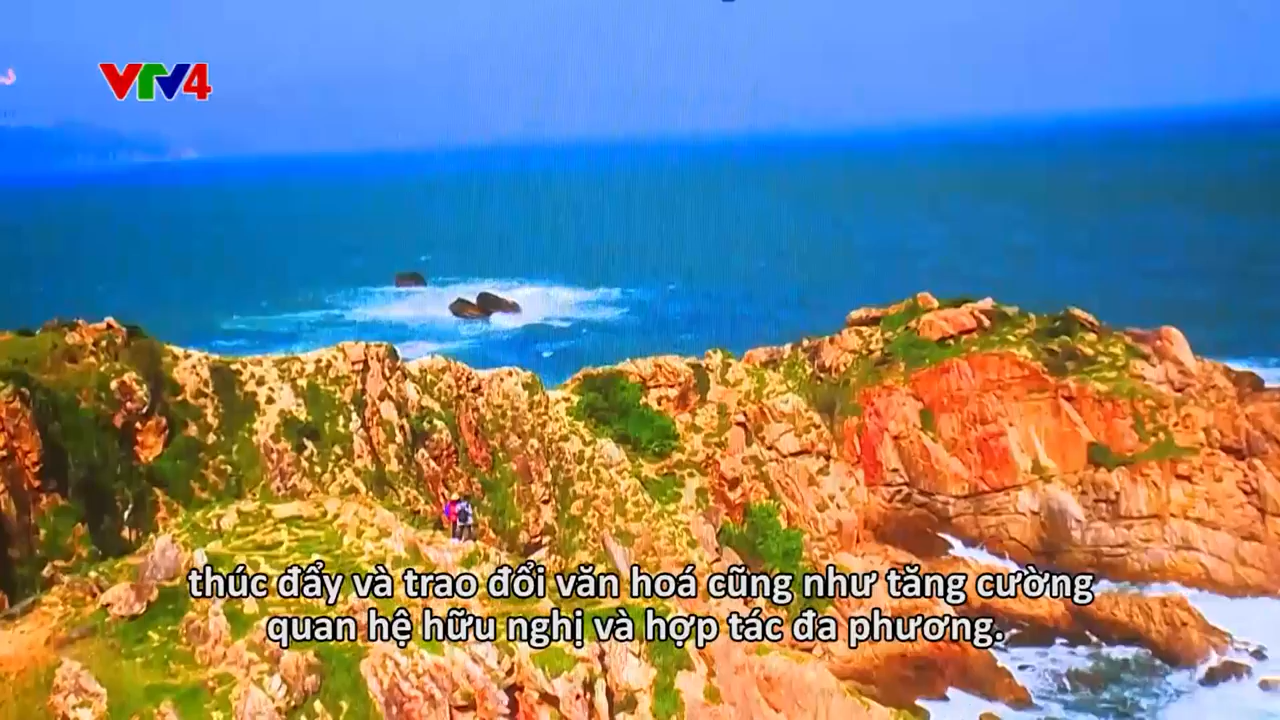 VTV4
thúc đẩy và trao đổi văn hoá cũng như tăng cường
quan hệ hữu nghị và hợp tác đa phương.